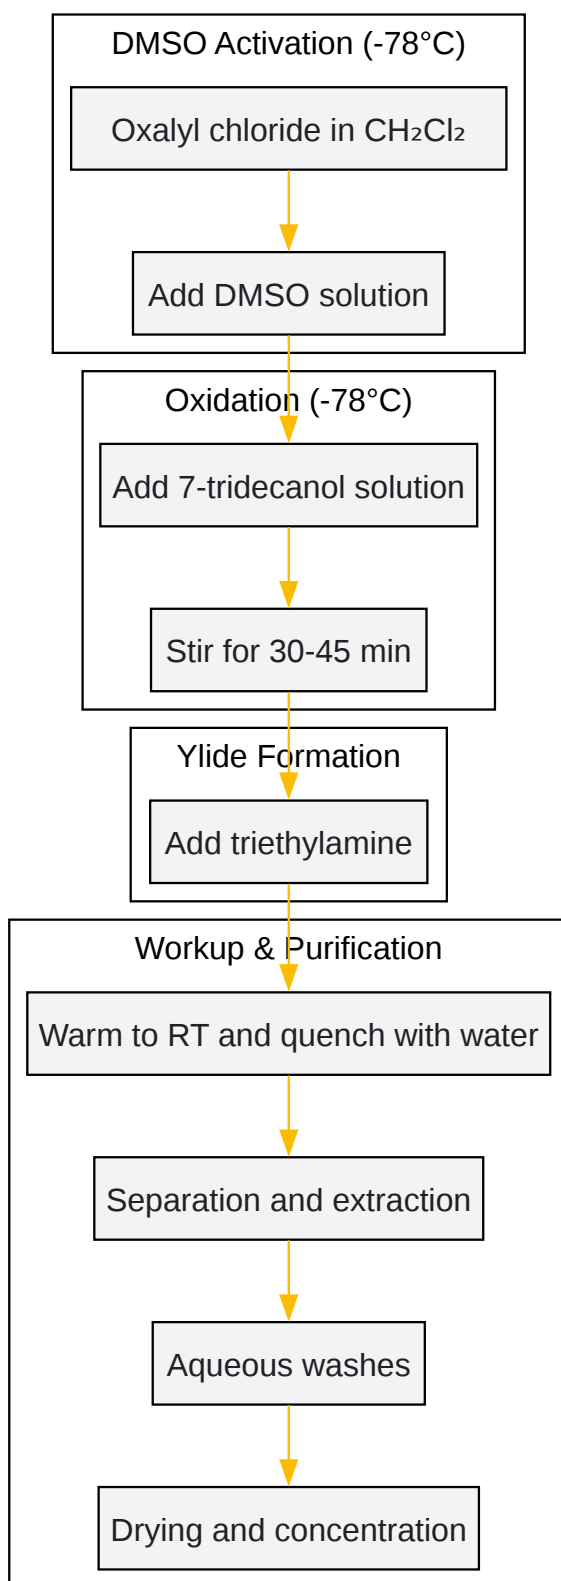 DMSO Activation (-78°C)
Oxalyl chloride in CH₂Cl₂
Add DMSO solution
Oxidation (-78°C)
Add 7-tridecanol solution
Stir for 30-45 min
Ylide Formation
Add triethylamine
Workup & Purification
Warm to RT and quench with water
Separation and extraction
Aqueous washes
Drying and concentration